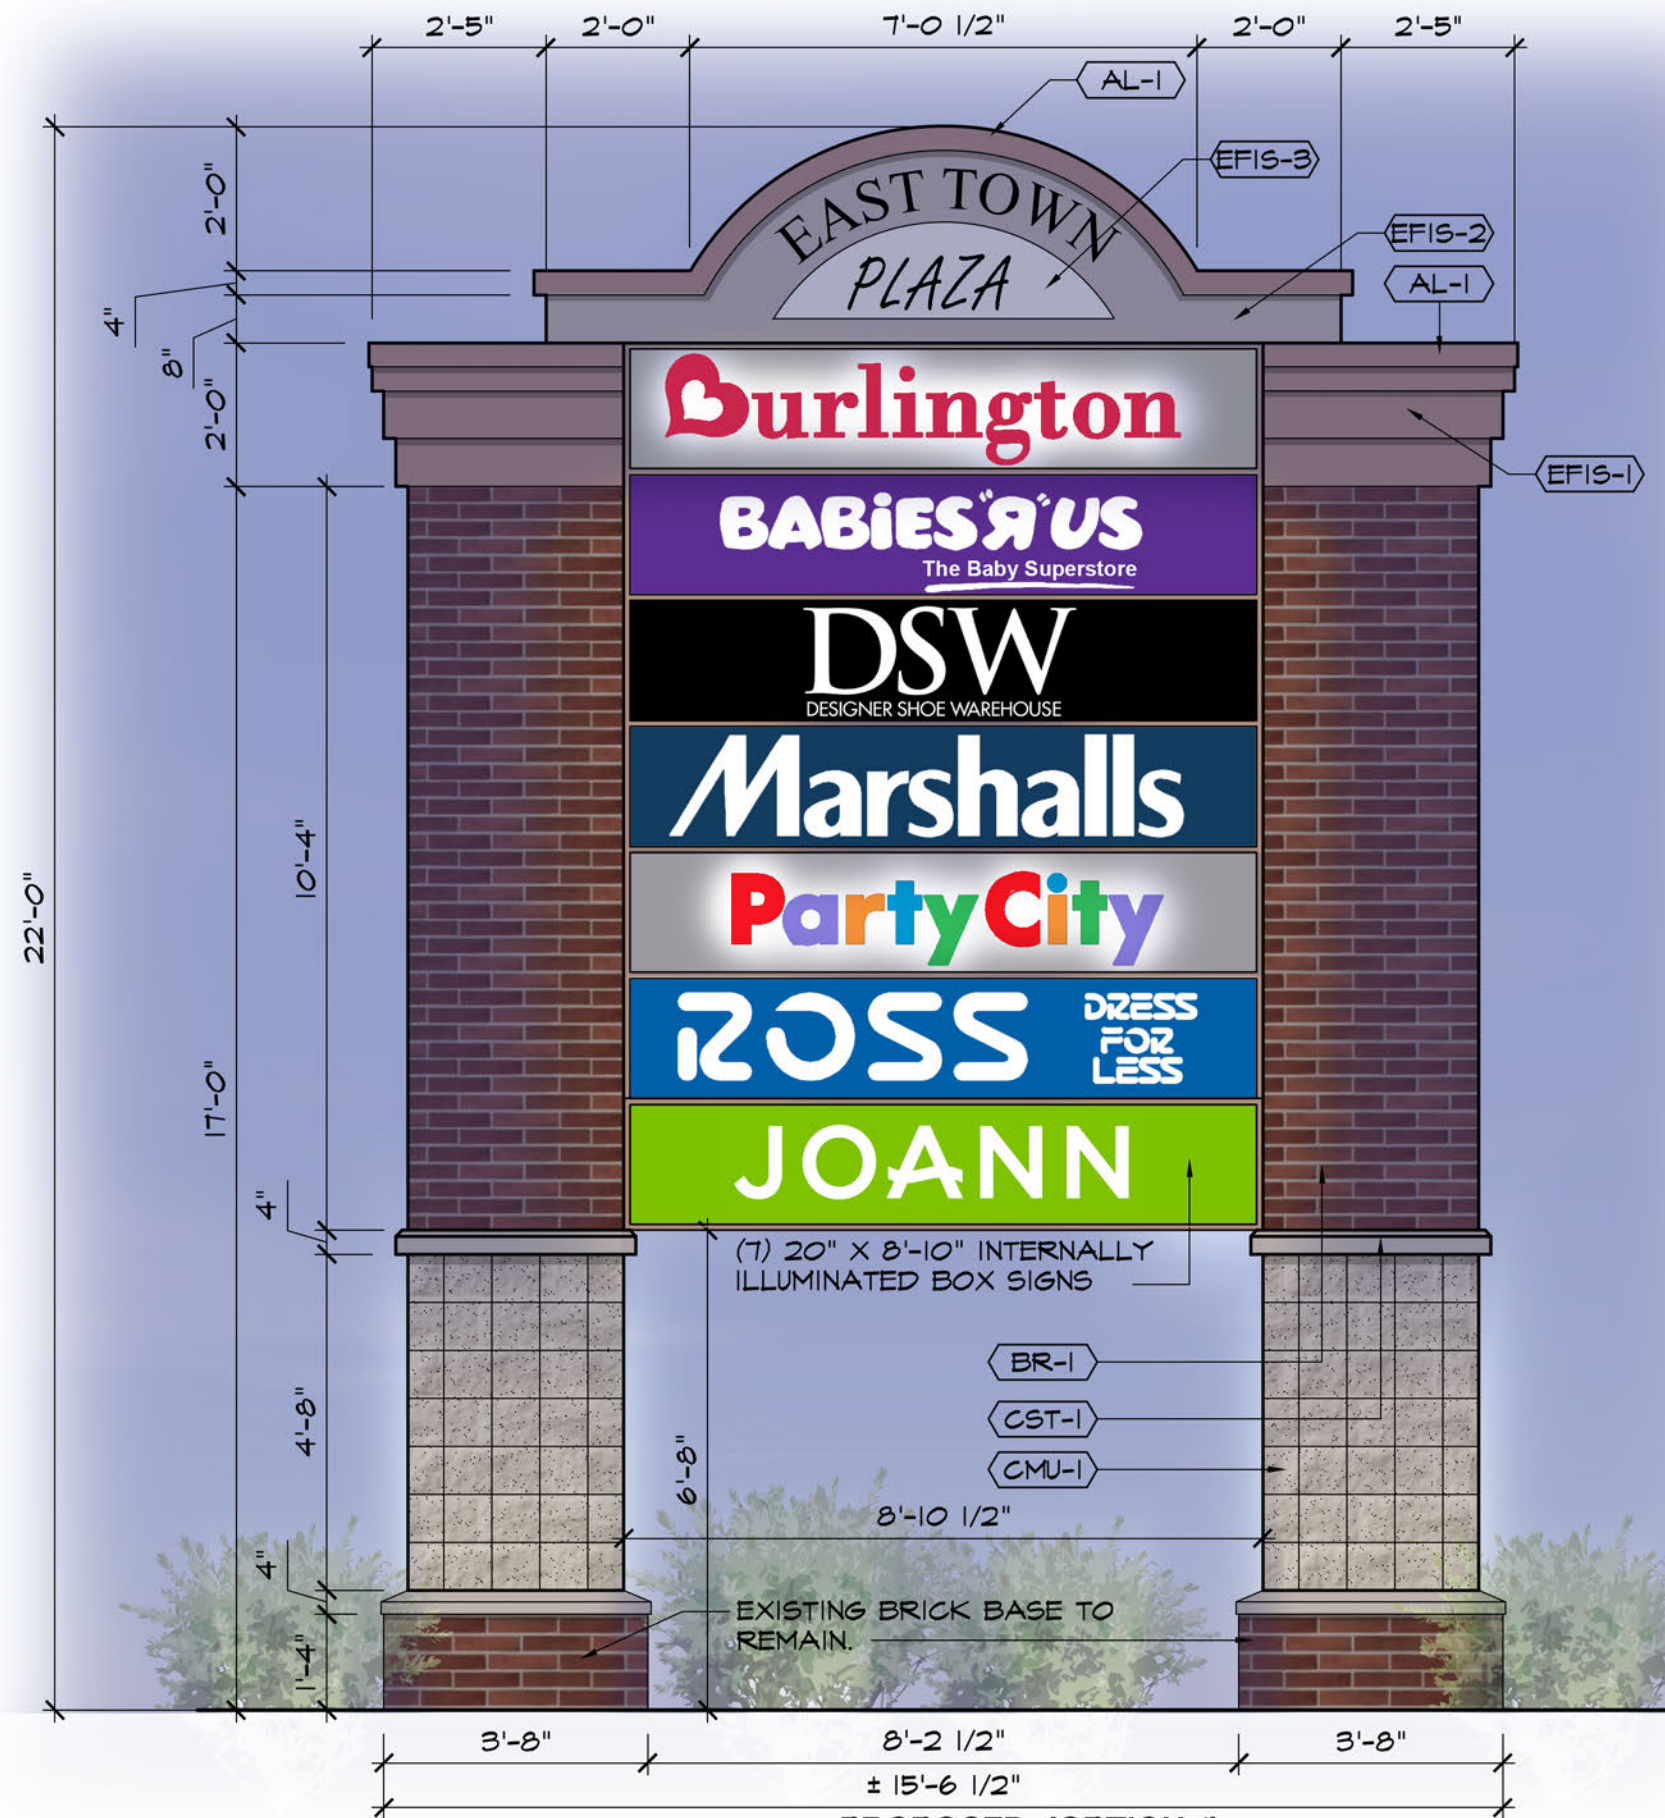 2'-5" 2'-0" 7'-0 1/2" 2'-0" 2'-5"
AL-1
EFIS-3
EFIS-2
AL-1
EFIS-1
2'-0"
4"
8"
2'-0"
22'-0"
17'-0"
10'-4"
4"
4'-8"
4"
1'-4"
EAST TOWN
PLAZA
Burlington
BABiES"R"US
The Baby Superstore
DSW
DESIGNER SHOE WAREHOUSE
Marshalls
Party City
ROSS
DRESS
FOR
LESS
JOANN
(7) 20" X 8'-10" INTERNALLY
ILLUMINATED BOX SIGNS
BR-1
CST-1
CMU-1
6'-8"
8'-10 1/2"
EXISTING BRICK BASE TO
REMAIN.
3'-8" 8'-2 1/2" 3'-8"
± 15'-6 1/2"